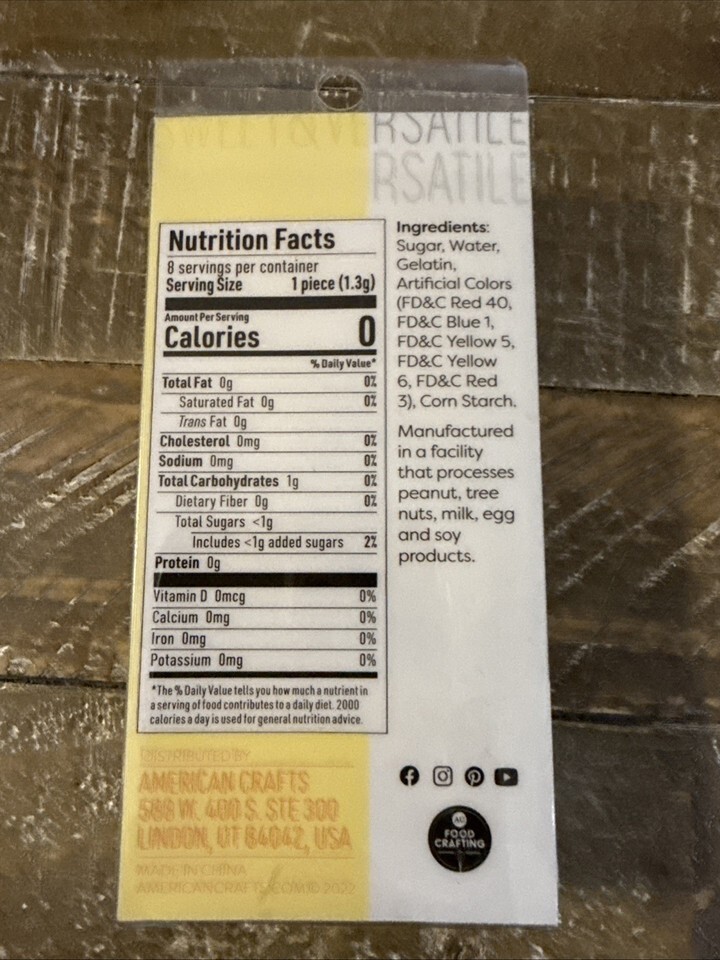 SWEET & VERSATILE
RSATILE
Nutrition Facts
8 servings per container
Serving Size 1 piece (1.3g)
Amount Per Serving
Calories 0
% Daily Value*
Total Fat 0g 0%
Saturated Fat 0g 0%
Trans Fat 0g
Cholesterol 0mg 0%
Sodium 0mg 0%
Total Carbohydrates 1g 0%
Dietary Fiber 0g 0%
Total Sugars <1g
Includes <1g added sugars 2%
Protein 0g
Vitamin D 0mcg 0%
Calcium 0mg 0%
Iron 0mg 0%
Potassium 0mg 0%
*The % Daily Value tells you how much a nutrient in
a serving of food contributes to a daily diet. 2000
calories a day is used for general nutrition advice.
Ingredients:
Sugar, Water,
Gelatin,
Artificial Colors
(FD&C Red 40,
FD&C Blue 1,
FD&C Yellow 5,
FD&C Yellow
6, FD&C Red
3), Corn Starch.
Manufactured
in a facility
that processes
peanut, tree
nuts, milk, egg
and soy
products.
DISTRIBUTED BY
AMERICAN CRAFTS
588 W. 400 S. STE 300
LINDON, UT 84042, USA
MADE IN CHINA
AMERICANCRAFTS.COM © 2022
AC
FOOD
CRAFTING